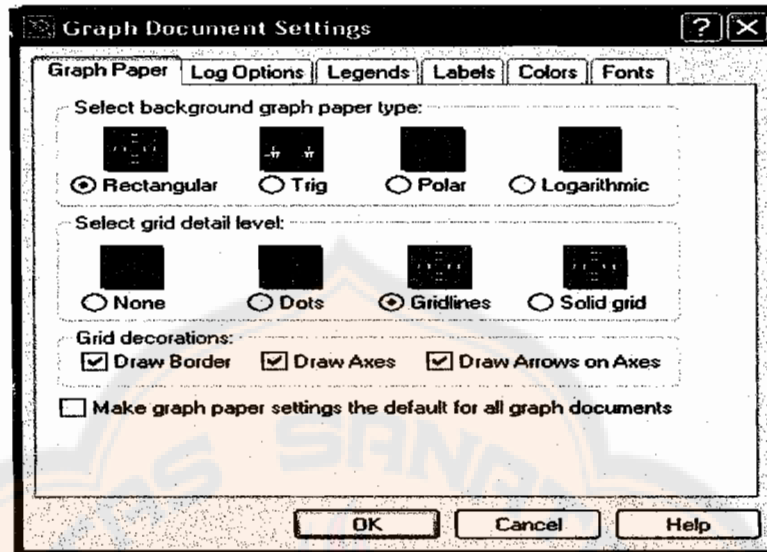 Graph Document Settings
Graph Paper Log Options Legends Labels Colors Fonts
Select background graph paper type:
Rectangular Trig Polar Logarithmic
Select grid detail level:
None Dots Gridlines Solid grid
Grid decorations:
Draw Border Draw Axes Draw Arrows on Axes
Make graph paper settings the default for all graph documents
OK Cancel Help